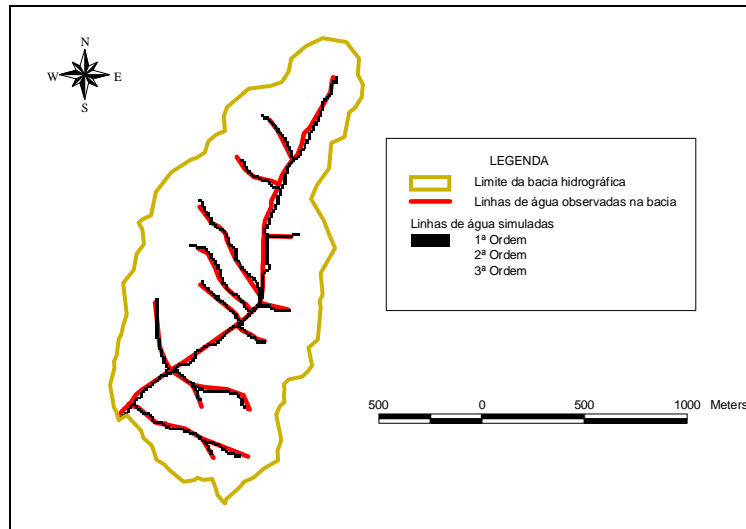 N
W E
S
LEGENDA
Limite da bacia hidrográfica
Linhas de água observadas na bacia
Linhas de água simuladas
1ª Ordem
2ª Ordem
3ª Ordem
500 0 500 1000 Meters